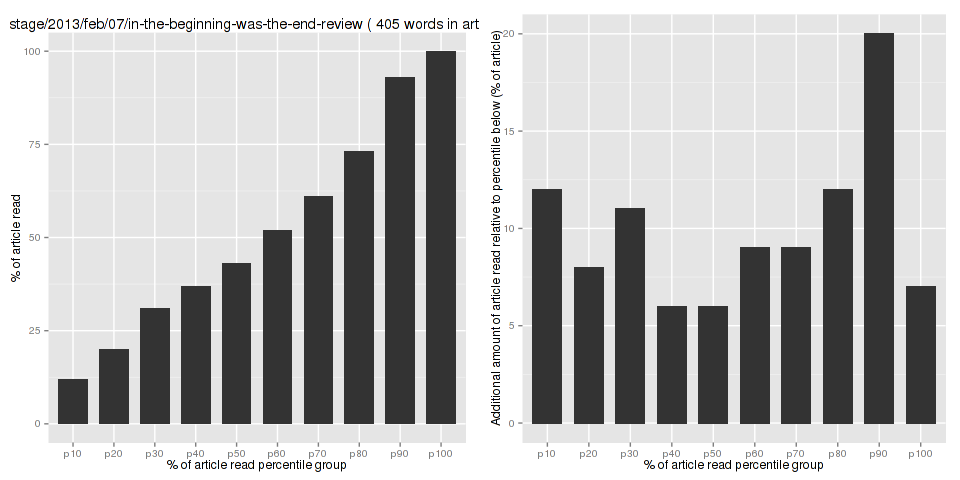 stage/2013/feb/07/in-the-beginning-was-the-end-review ( 405 words in art
% of article read
100
75
50
25
0
p10 p20 p30 p40 p50 p60 p70 p80 p90 p100
% of article read percentile group
Additional amount of article read relative to percentile below (% of article)
20
15
10
5
0
p10 p20 p30 p40 p50 p60 p70 p80 p90 p100
% of article read percentile group